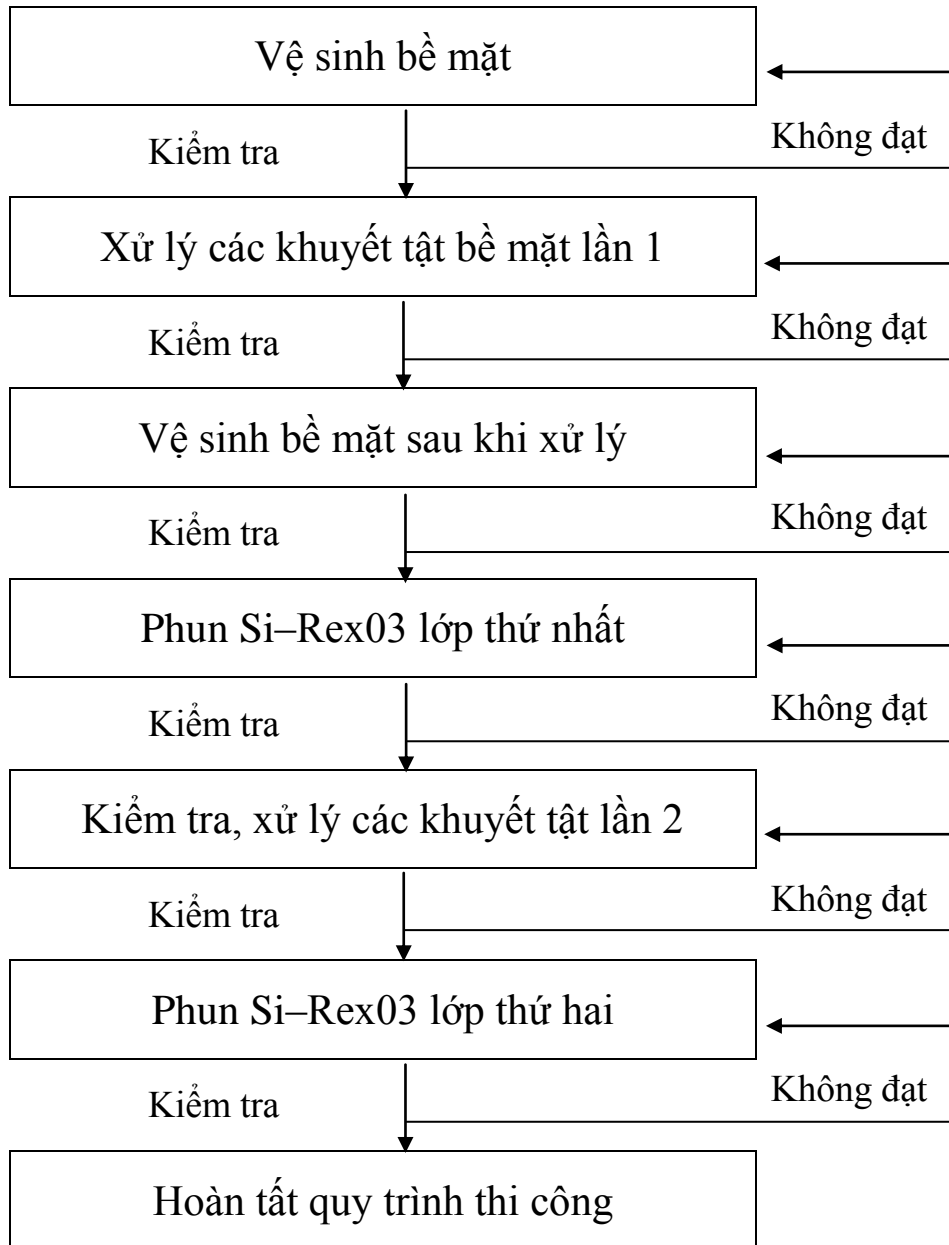 Vệ sinh bề mặt
Kiểm tra
Không đạt
Xử lý các khuyết tật bề mặt lần 1
Kiểm tra
Không đạt
Vệ sinh bề mặt sau khi xử lý
Kiểm tra
Không đạt
Phun Si–Rex03 lớp thứ nhất
Kiểm tra
Không đạt
Kiểm tra, xử lý các khuyết tật lần 2
Kiểm tra
Không đạt
Phun Si–Rex03 lớp thứ hai
Kiểm tra
Không đạt
Hoàn tất quy trình thi công